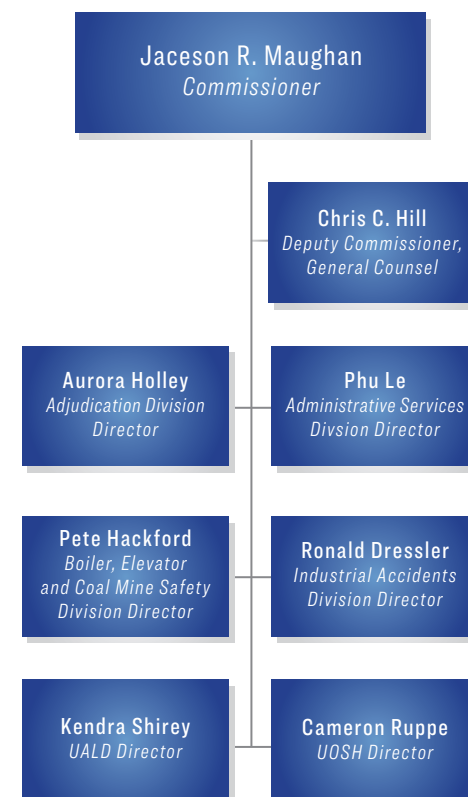 Jaceson R. Maughan
Commissioner
Chris C. Hill
Deputy Commissioner,
General Counsel
Aurora Holley
Adjudication Division
Director
Phu Le
Administrative Services
Divsion Director
Pete Hackford
Boiler, Elevator
and Coal Mine Safety
Division Director
Ronald Dressler
Industrial Accidents
Division Director
Kendra Shirey
UALD Director
Cameron Ruppe
UOSH Director